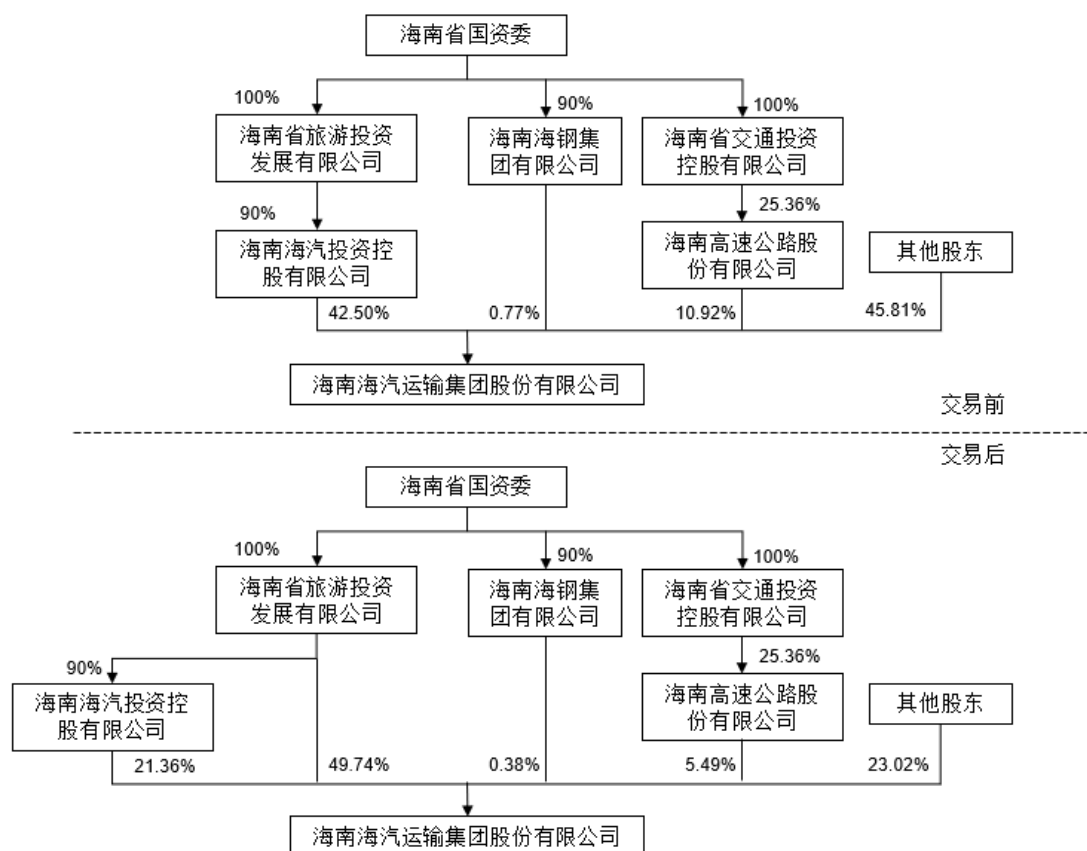 海南省国资委
100%
90%
100%
海南省旅游投资
发展有限公司
海南海钢集
团有限公司
海南省交通投资
控股有限公司
90%
25.36%
海南海汽投资控
股有限公司
海南高速公路股
份有限公司
其他股东
42.50%
0.77%
10.92%
45.81%
海南海汽运输集团股份有限公司
交易前
交易后
海南省国资委
100%
90%
100%
海南省旅游投资
发展有限公司
海南海钢集
团有限公司
海南省交通投资
控股有限公司
90%
25.36%
海南海汽投资控
股有限公司
海南高速公路股
份有限公司
其他股东
21.36%
49.74%
0.38%
5.49%
23.02%
海南海汽运输集团股份有限公司